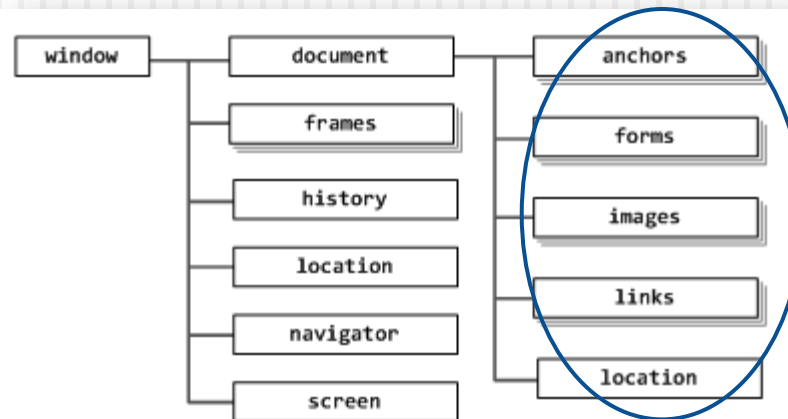 window
document
anchors
frames
forms
history
images
location
navigator
links
screen
location